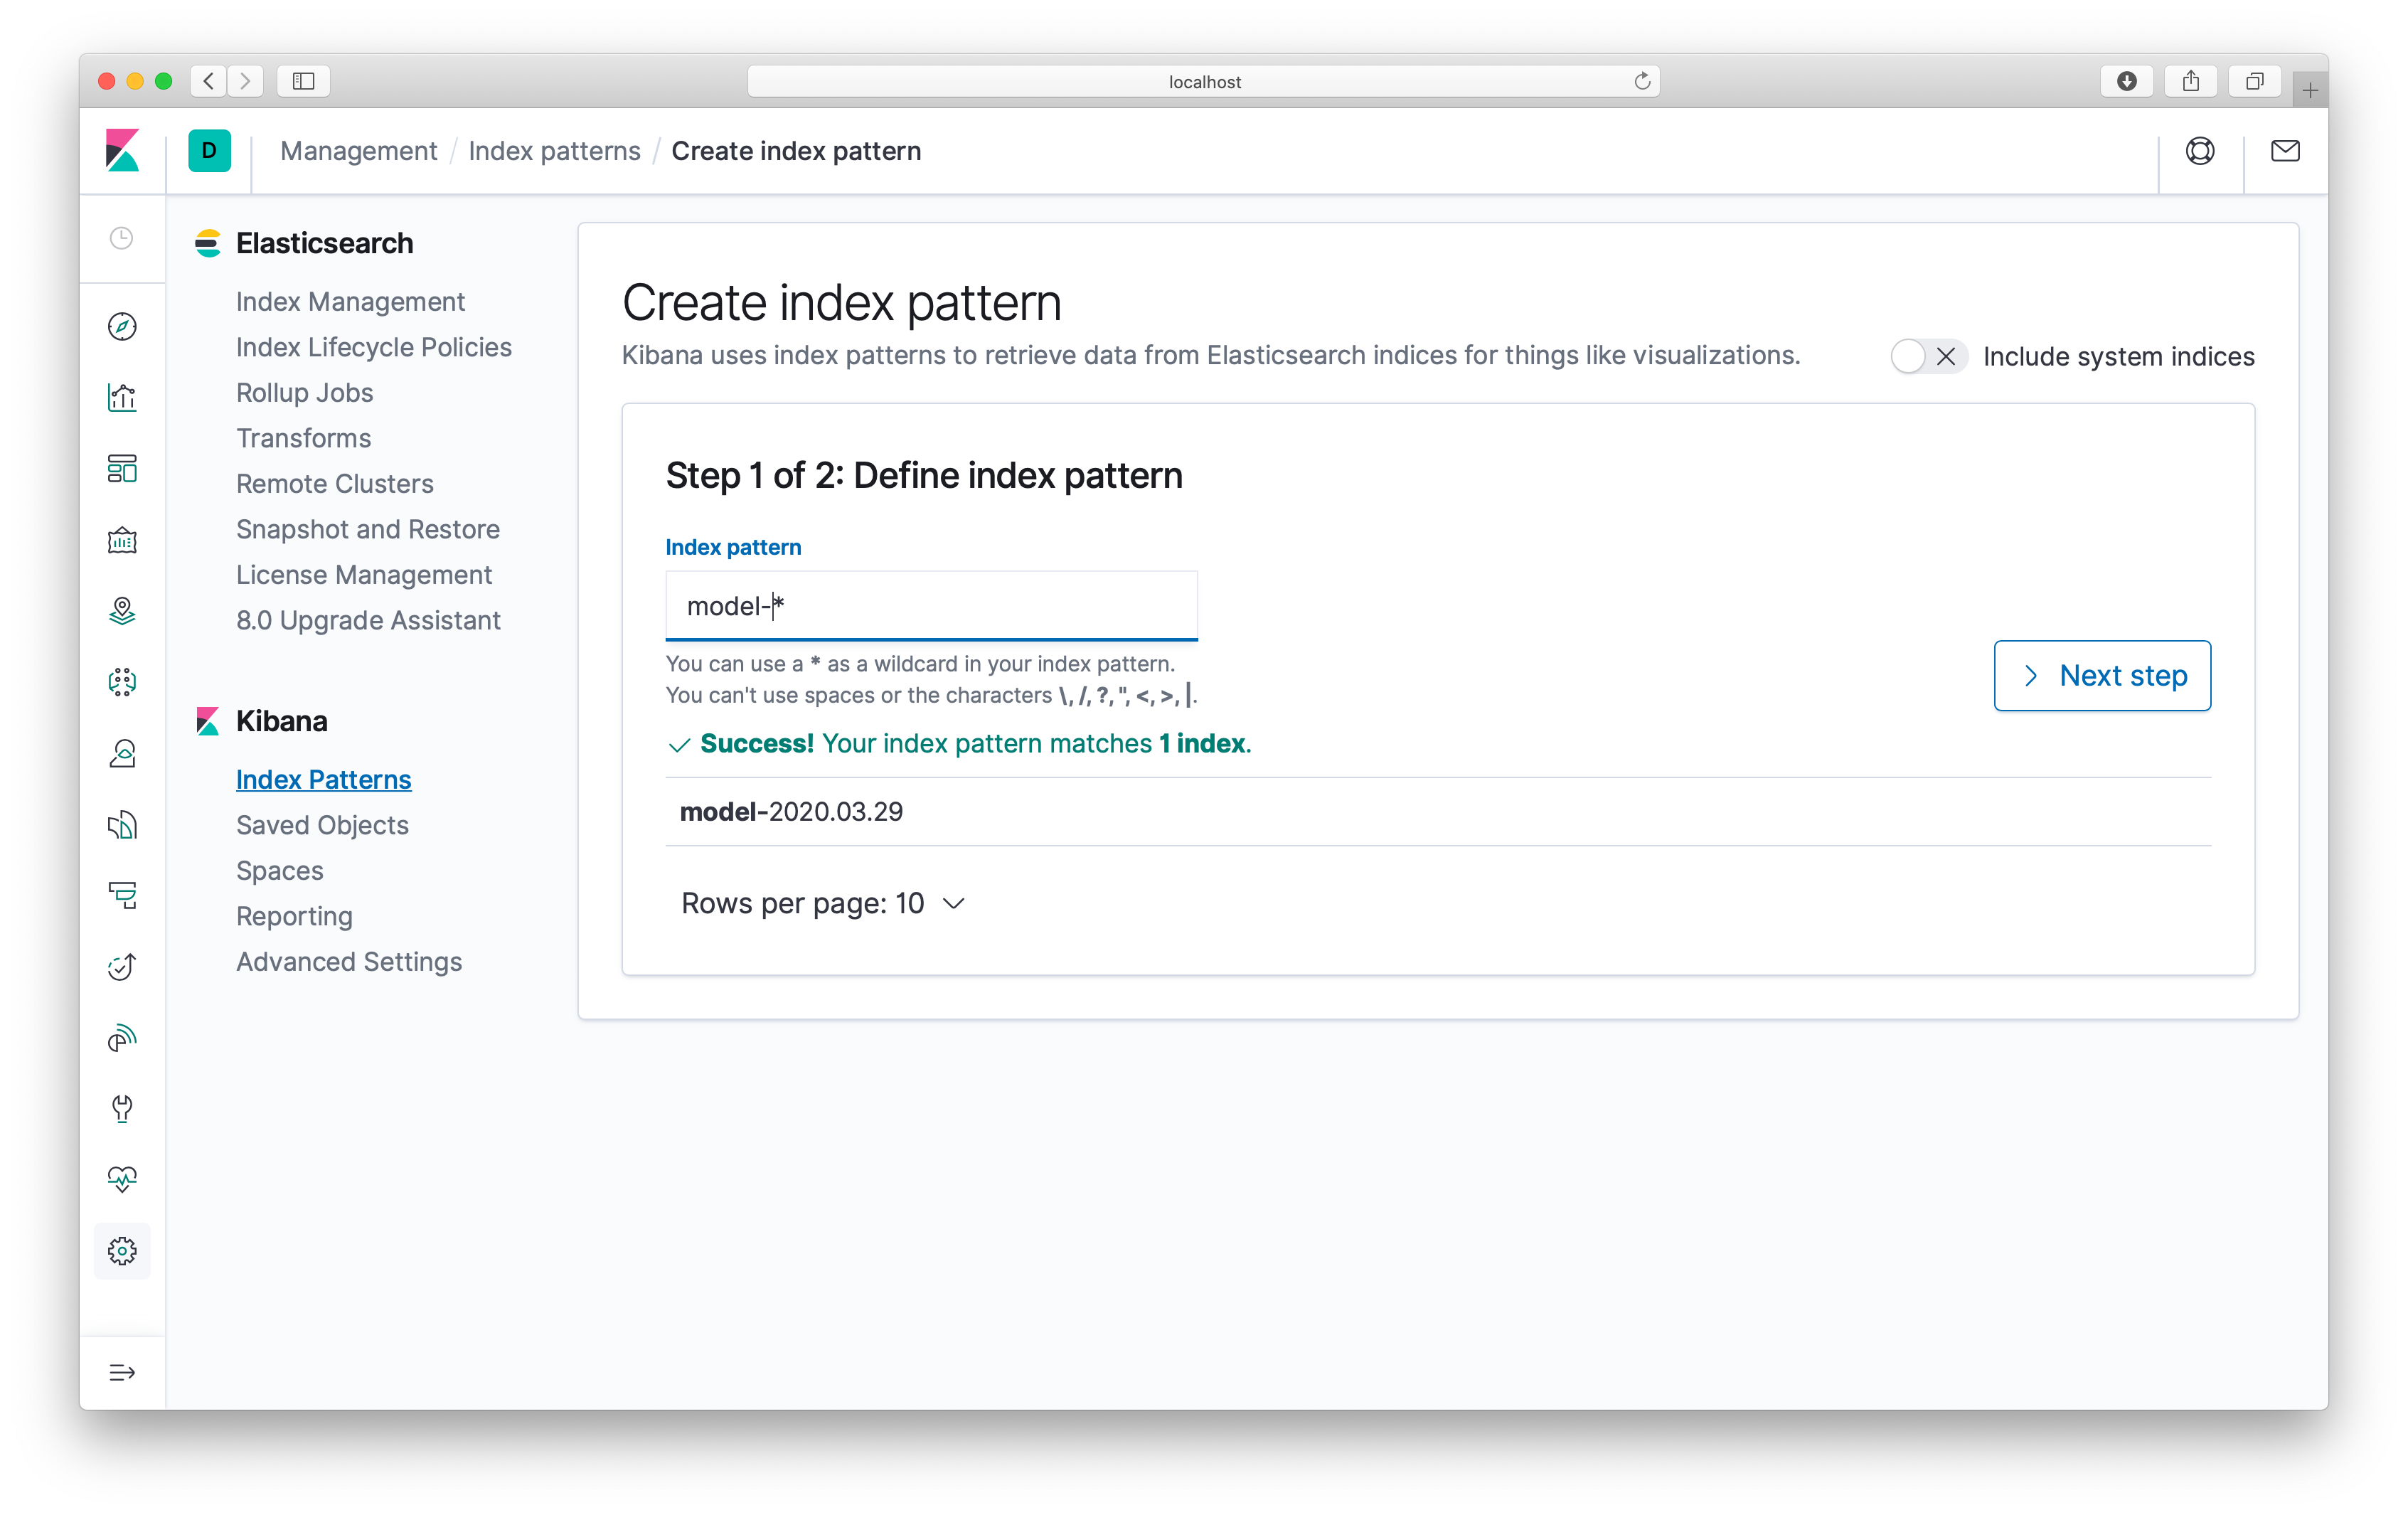 localhost
D
Management / Index patterns / Create index pattern
Elasticsearch
Index Management
Index Lifecycle Policies
Rollup Jobs
Transforms
Remote Clusters
Snapshot and Restore
License Management
8.0 Upgrade Assistant
Kibana
Index Patterns
Saved Objects
Spaces
Reporting
Advanced Settings
Create index pattern
Kibana uses index patterns to retrieve data from Elasticsearch indices for things like visualizations.
Include system indices
Step 1 of 2: Define index pattern
Index pattern
model-*
You can use a * as a wildcard in your index pattern.
You can't use spaces or the characters \, /, ?, ", <, >, |.
Next step
Success! Your index pattern matches 1 index.
model-2020.03.29
Rows per page: 10